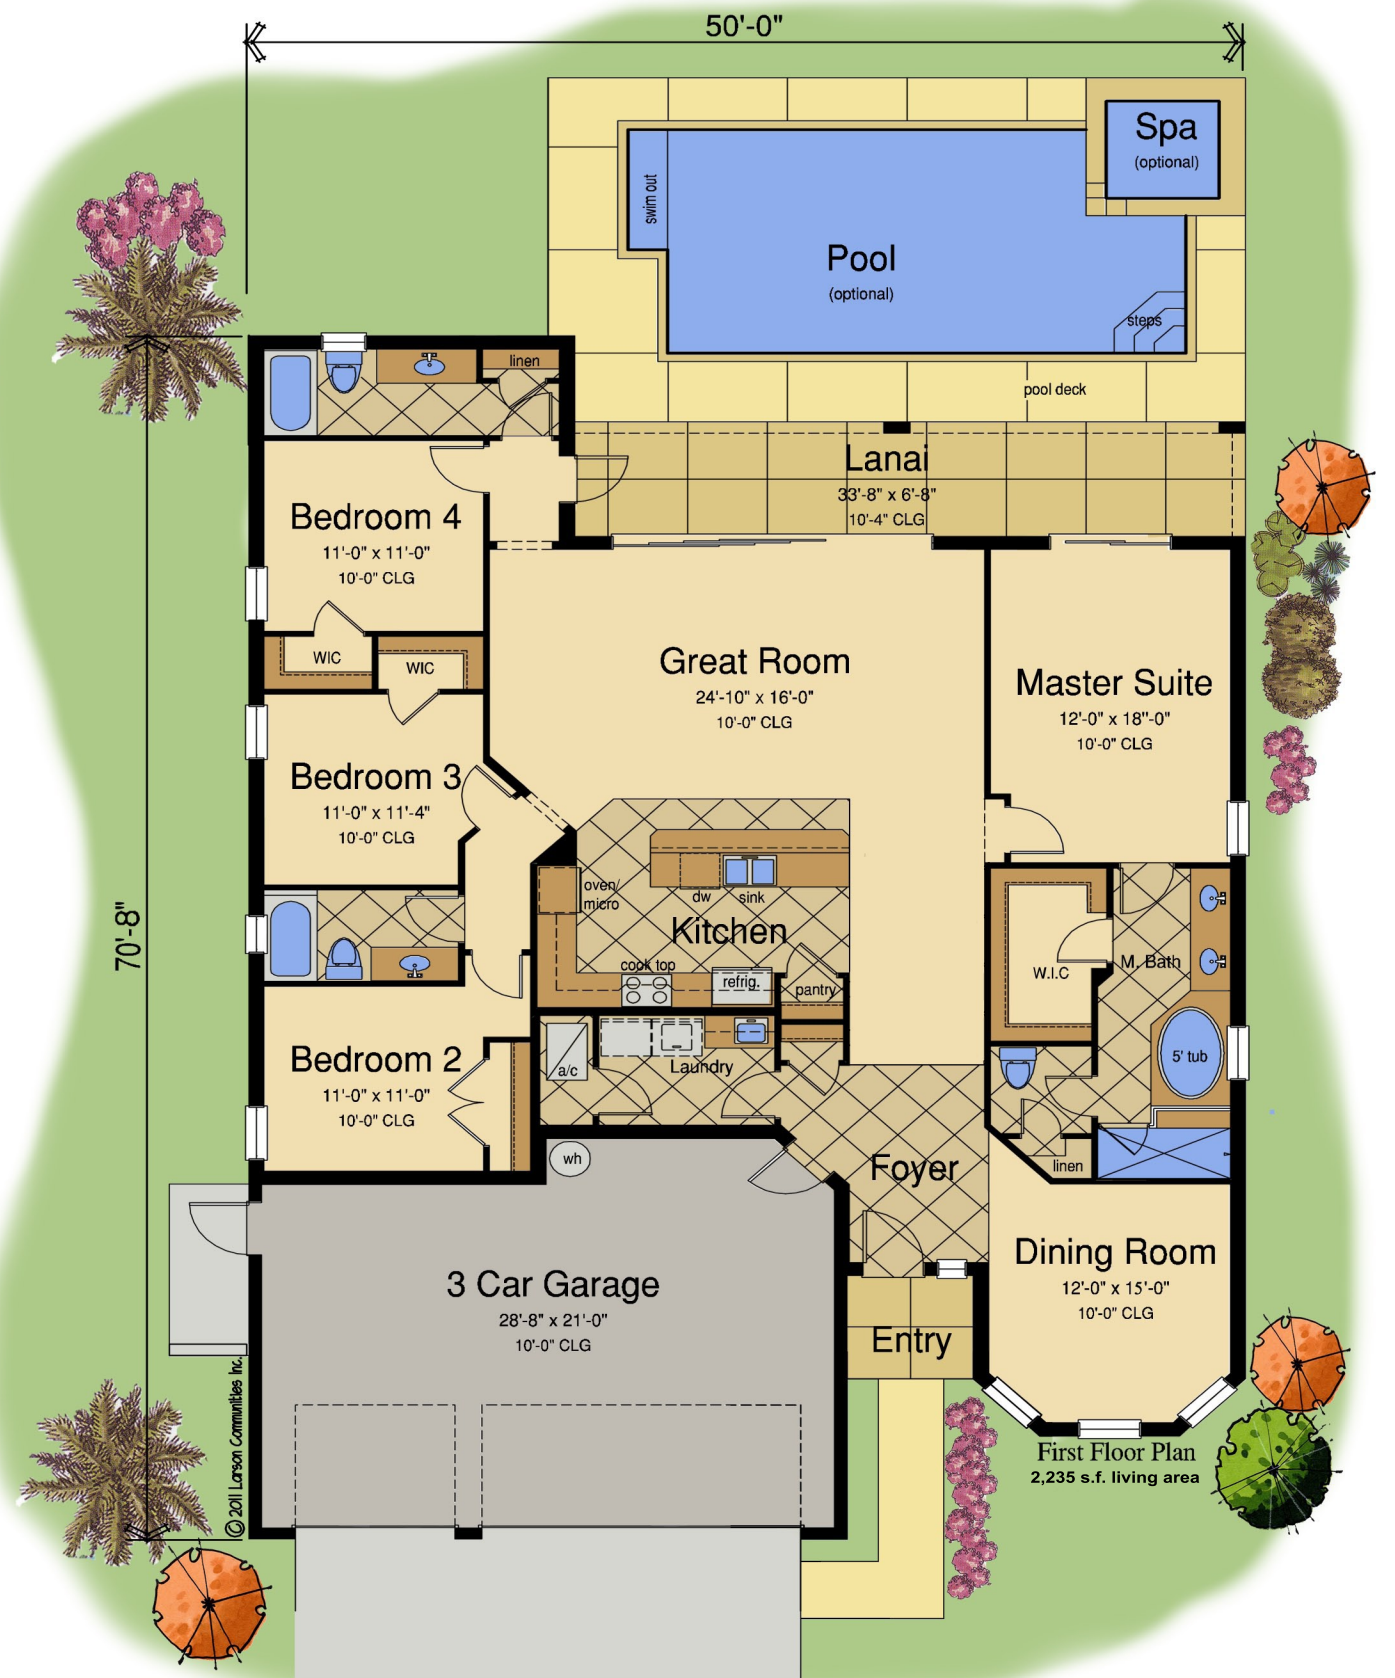 50'-0"
Spa
(optional)
swim out
Pool
(optional)
steps
pool deck
linen
Lanai
33'-8" x 6'-8"
10'-4" CLG
Bedroom 4
11'-0" x 11'-0"
10'-0" CLG
WIC
WIC
Great Room
24'-10" x 16'-0"
10'-0" CLG
Master Suite
12'-0" x 18"-0"
10'-0" CLG
Bedroom 3
11'-0" x 11'-4"
10'-0" CLG
oven/
micro
dw
sink
Kitchen
cook top
refrig.
pantry
W.I.C
M. Bath
70'-8"
Bedroom 2
11'-0" x 11'-0"
10'-0" CLG
a/c
Laundry
5' tub
wh
Foyer
linen
Dining Room
12'-0" x 15'-0"
10'-0" CLG
3 Car Garage
28'-8" x 21'-0"
10'-0" CLG
Entry
© 2011 Larson Communities Inc.
First Floor Plan
2,235 s.f. living area